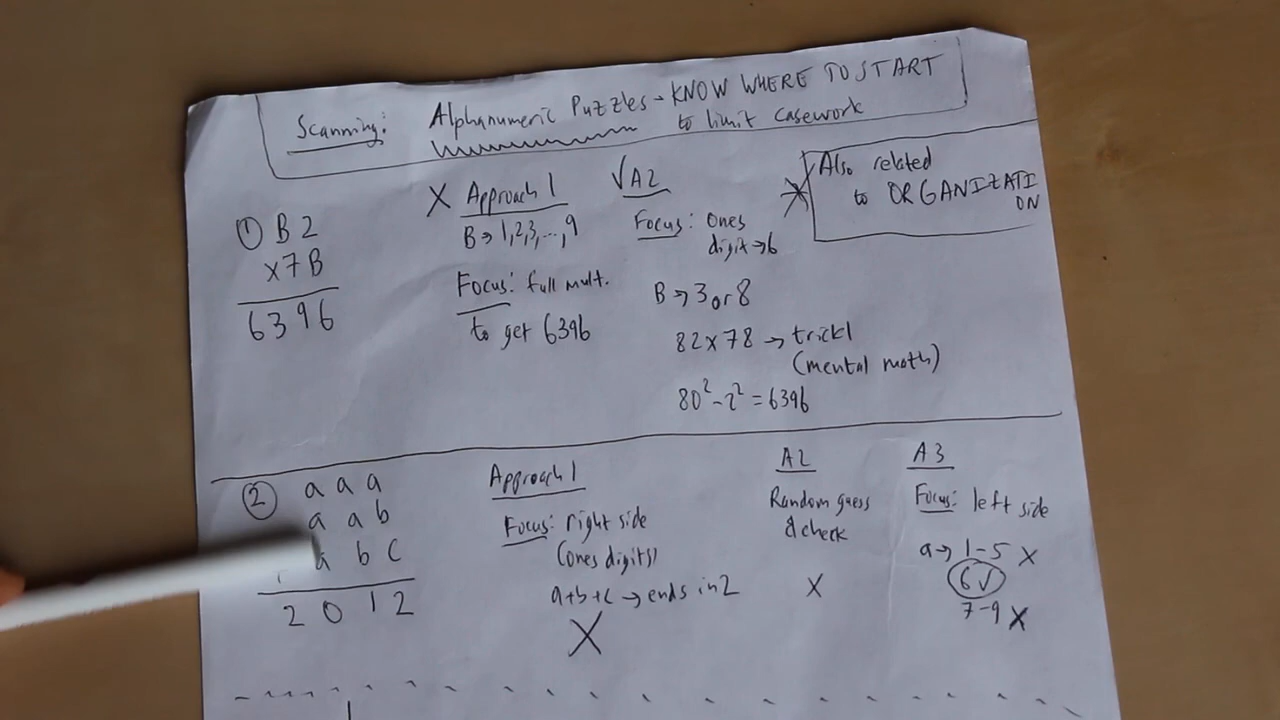 Scanning: Alphanumeric Puzzles → KNOW WHERE TO START
to limit casework
① B 2
x 7 B
6 3 9 6
X Approach 1
B → 1,2,3,...,9
Focus: full mult.
to get 6396
√ A2
Focus: Ones
digit → 6
B → 3 or 8
82 x 78 → trick1
(mental math)
80² - 2² = 6396
Also related
to ORGANIZATI
ON
② a a a
a a b
a b c
2 0 1 2
Approach 1
Focus: right side
(ones digits)
a+b+c → ends in 2
X
A2
Random guess
& check
X
A3
Focus: left side
a → 1-5 X
6 √
7-9 X